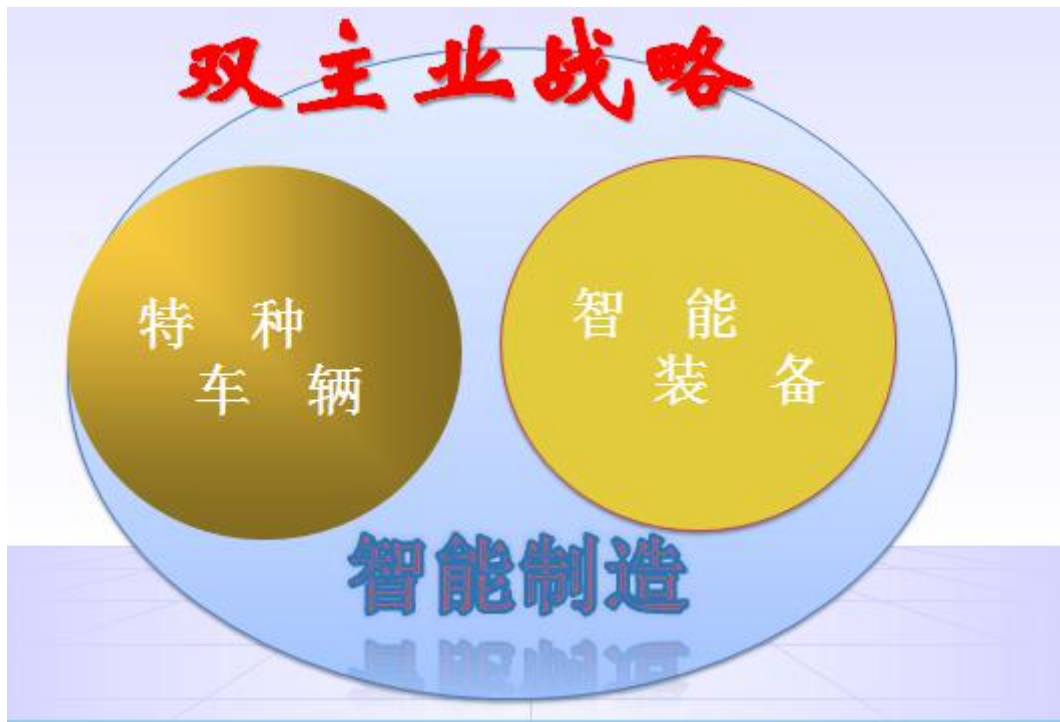 双主业战略
特 种
车 辆
智 能
装 备
智能制造